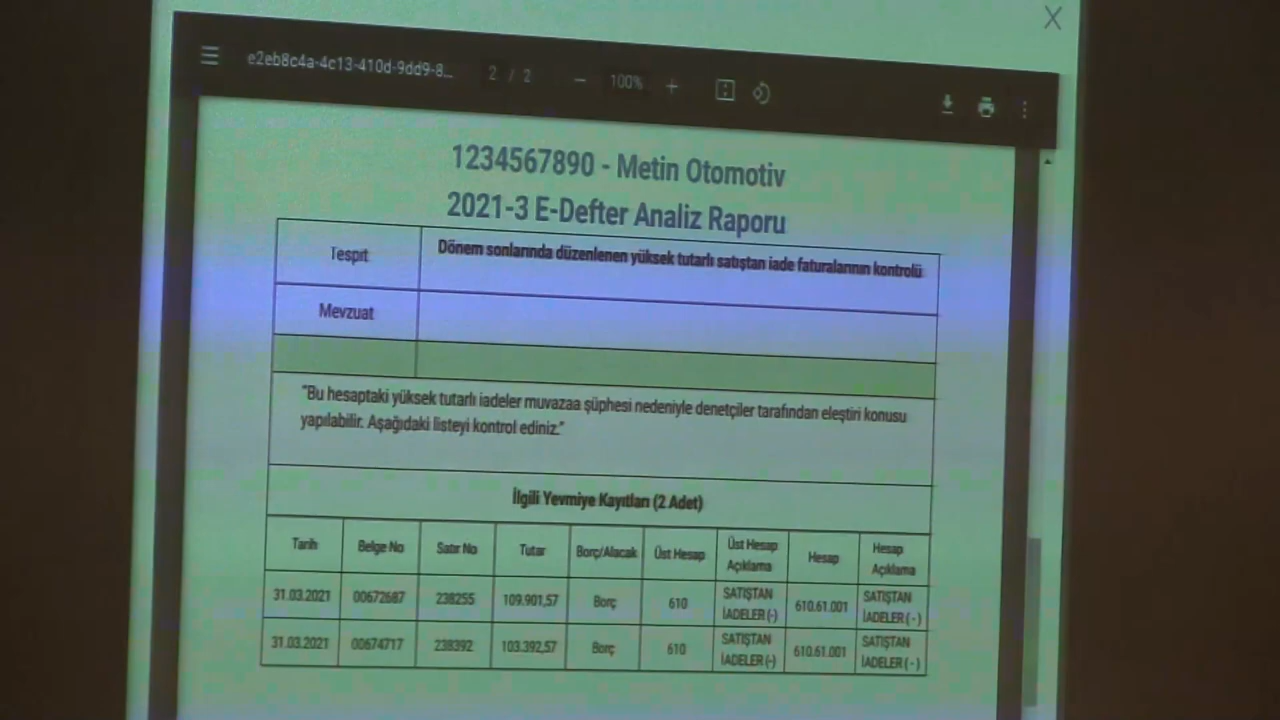 e2eb8c4a-4c13-410d-9dd9-8... 2 / 2 − 100% +
1234567890 - Metin Otomotiv
2021-3 E-Defter Analiz Raporu
Tespit Dönem sonlarında düzenlenen yüksek tutarlı satıştan iade faturalarının kontrolü
Mevzuat
"Bu hesaptaki yüksek tutarlı iadeler muvazaa şüphesi nedeniyle denetçiler tarafından eleştiri konusu
yapılabilir. Aşağıdaki listeyi kontrol ediniz."
İlgili Yevmiye Kayıtları (2 Adet)
Tarih Belge No Satır No Tutar Borç/Alacak Üst Hesap Üst Hesap Açıklama Hesap Hesap Açıklama
31.03.2021 00672687 238255 109.901,57 Borç 610 SATIŞTAN İADELER (-) 610.61.001 SATIŞTAN İADELER ( - )
31.03.2021 00674717 238392 103.392,57 Borç 610 SATIŞTAN İADELER (-) 610.61.001 SATIŞTAN İADELER ( - )